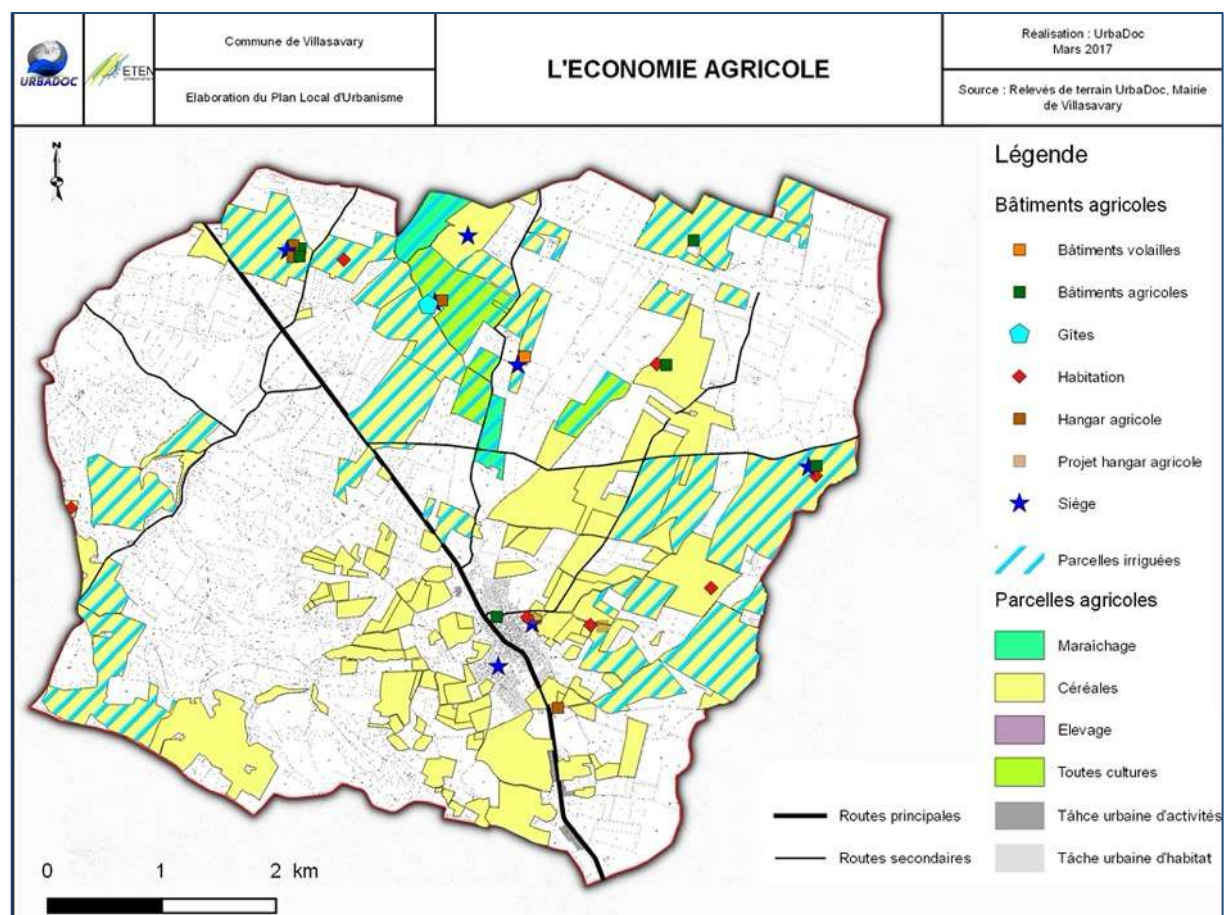 URBADOC
ETEN
Commune de Villasavary
Elaboration du Plan Local d'Urbanisme
L'ECONOMIE AGRICOLE
Réalisation : UrbaDoc
Mars 2017
Source : Relevés de terrain UrbaDoc, Mairie
de Villasavary
N
Légende
Bâtiments agricoles
Bâtiments volailles
Bâtiments agricoles
Gîtes
Habitation
Hangar agricole
Projet hangar agricole
Siège
Parcelles irriguées
Parcelles agricoles
Maraîchage
Céréales
Elevage
Toutes cultures
Tâhce urbaine d'activités
Tâche urbaine d'habitat
Routes principales
Routes secondaires
0 1 2 km